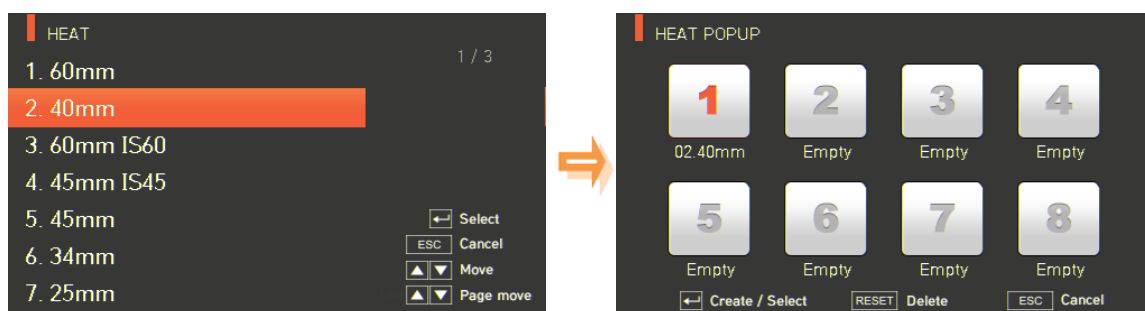 HEAT
1 / 3
1. 60mm
2. 40mm
3. 60mm IS60
4. 45mm IS45
5. 45mm
6. 34mm
7. 25mm
Select
ESC Cancel
Move
Page move
HEAT POPUP
1 2 3 4
02.40mm Empty Empty Empty
5 6 7 8
Empty Empty Empty Empty
Create / Select RESET Delete ESC Cancel